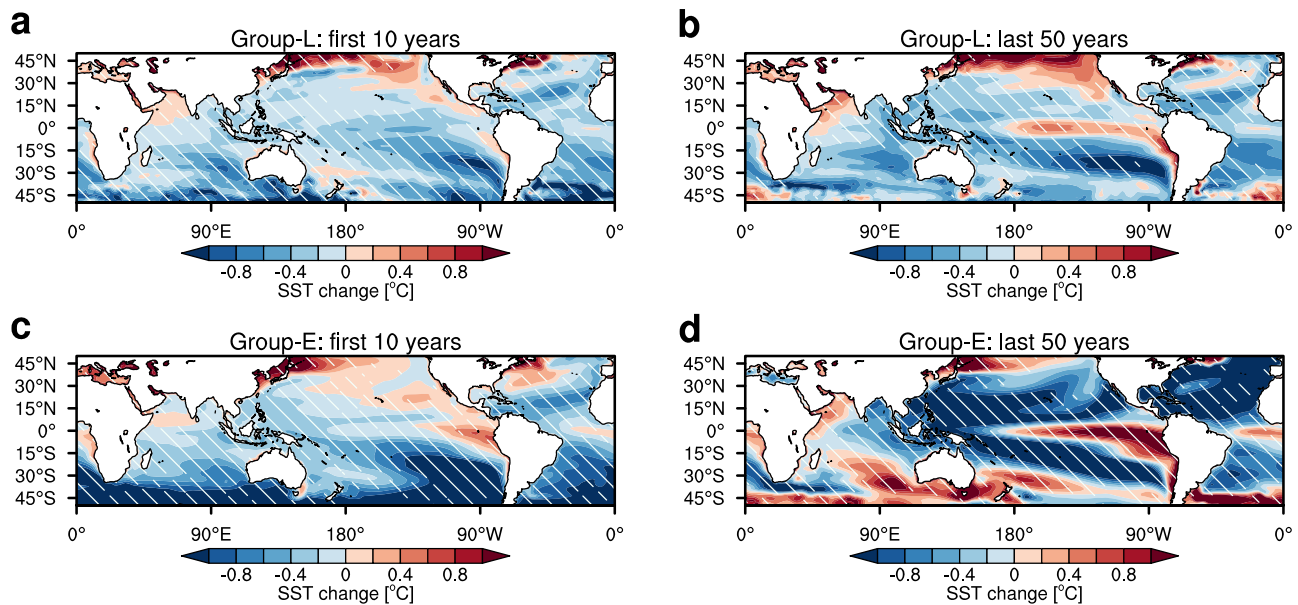 a
Group-L: first 10 years
45°N
30°N
15°N
0°
15°S
30°S
45°S
0° 90°E 180° 90°W 0°
-0.8 -0.4 0 0.4 0.8
SST change [°C]
b
Group-L: last 50 years
45°N
30°N
15°N
0°
15°S
30°S
45°S
0° 90°E 180° 90°W 0°
-0.8 -0.4 0 0.4 0.8
SST change [°C]
c
Group-E: first 10 years
45°N
30°N
15°N
0°
15°S
30°S
45°S
0° 90°E 180° 90°W 0°
-0.8 -0.4 0 0.4 0.8
SST change [°C]
d
Group-E: last 50 years
45°N
30°N
15°N
0°
15°S
30°S
45°S
0° 90°E 180° 90°W 0°
-0.8 -0.4 0 0.4 0.8
SST change [°C]